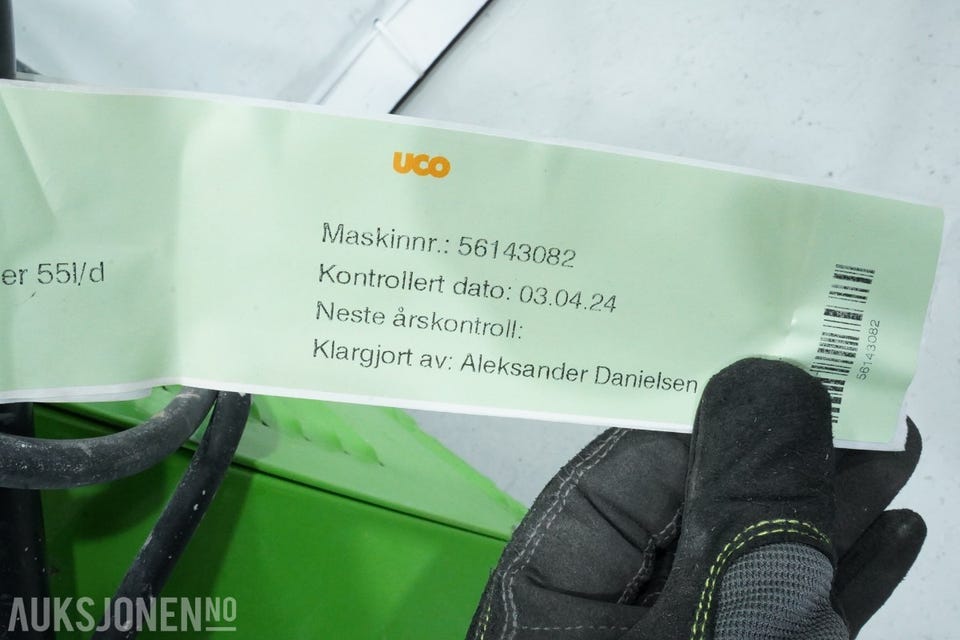 UCO
Maskinnr.: 56143082
Kontrollert dato: 03.04.24
Neste årskontroll:
Klargjort av: Aleksander Danielsen
er 55l/d
56143082
AUKSJONEN.NO